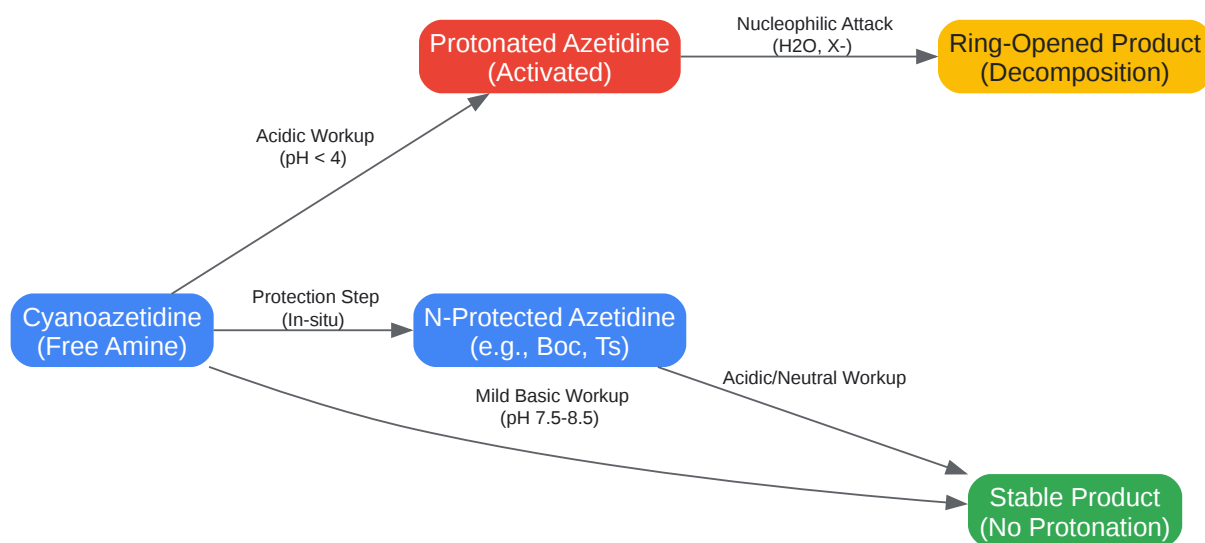 Protonated Azetidine
(Activated)
Nucleophilic Attack
(H2O, X-)
Ring-Opened Product
(Decomposition)
Acidic Workup
(pH < 4)
Cyanoazetidine
(Free Amine)
Protection Step
(In-situ)
N-Protected Azetidine
(e.g., Boc, Ts)
Acidic/Neutral Workup
Mild Basic Workup
(pH 7.5-8.5)
Stable Product
(No Protonation)